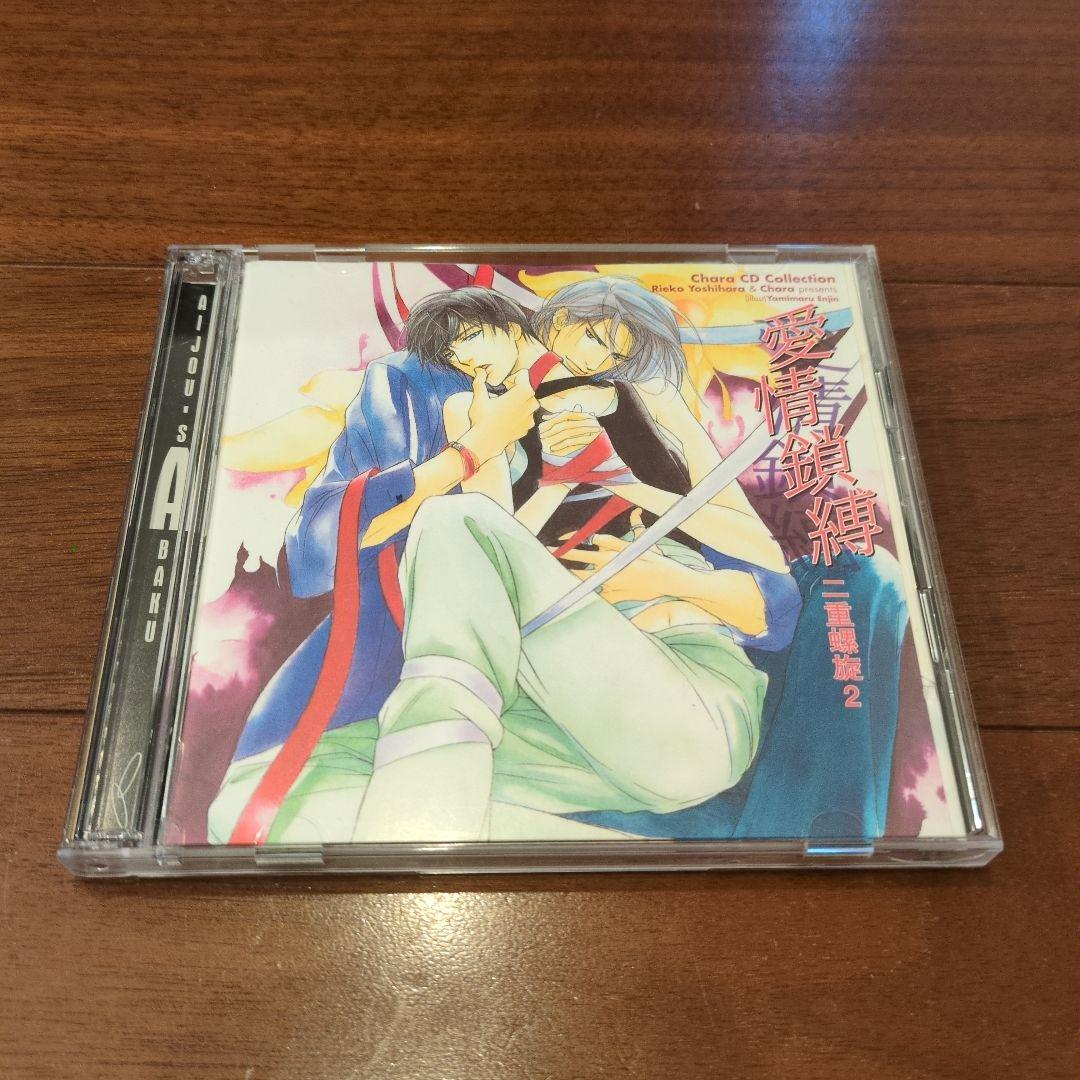 Chara CD Collection
Rieko Yoshihara & Chara presents
[illust]Yamimaru Enjin
愛情鎖縛
二重螺旋2
AIJOU-SABAKU